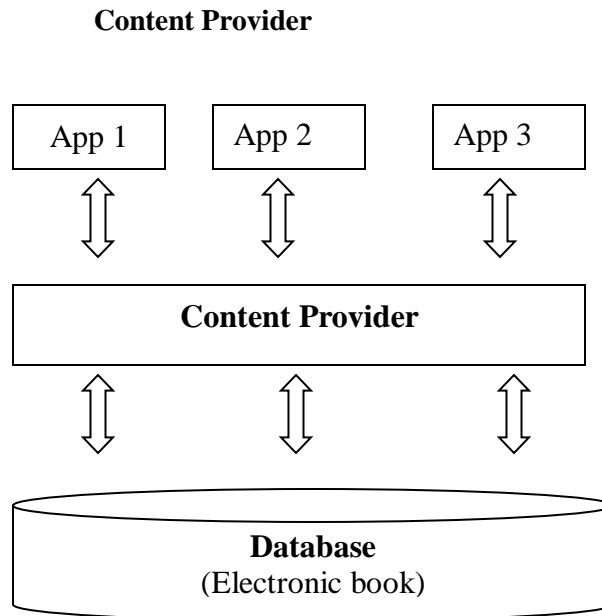 Content Provider
App 1 App 2 App 3
Content Provider
Database
(Electronic book)